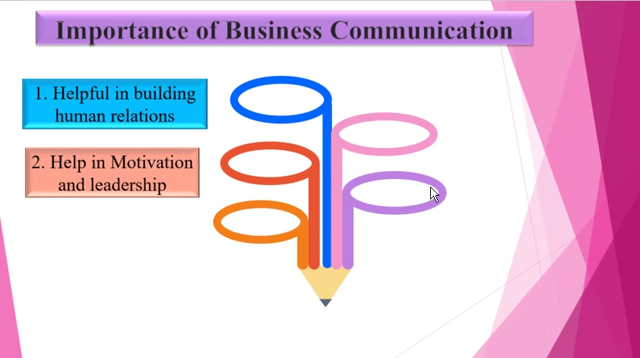 Importance of Business Communication
1. Helpful in building
human relations
2. Help in Motivation
and leadership